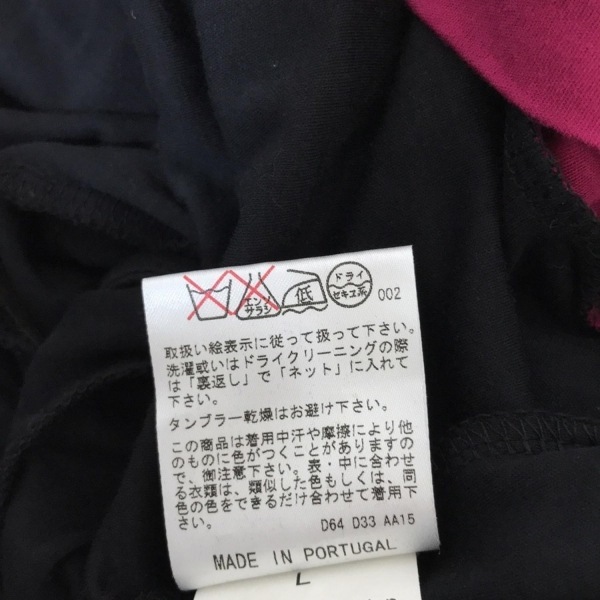 エンソ
サラシ
低
ドライ
セキユ系
002
取扱い絵表示に従って扱って下さい。
洗濯或いはドライクリーニングの際
は「裏返し」で「ネット」に入れて
下さい。
タンブラー乾燥はお避け下さい。
この商品は着用中汗や摩擦により他
のものに色がつくことがありますの
で、御注意下さい。表・中に合わせ
る衣類は、類似した色もしくは、同
色の色をできるだけ合わせて着用下
さい。
D64 D33 AA15
MADE IN PORTUGAL
L